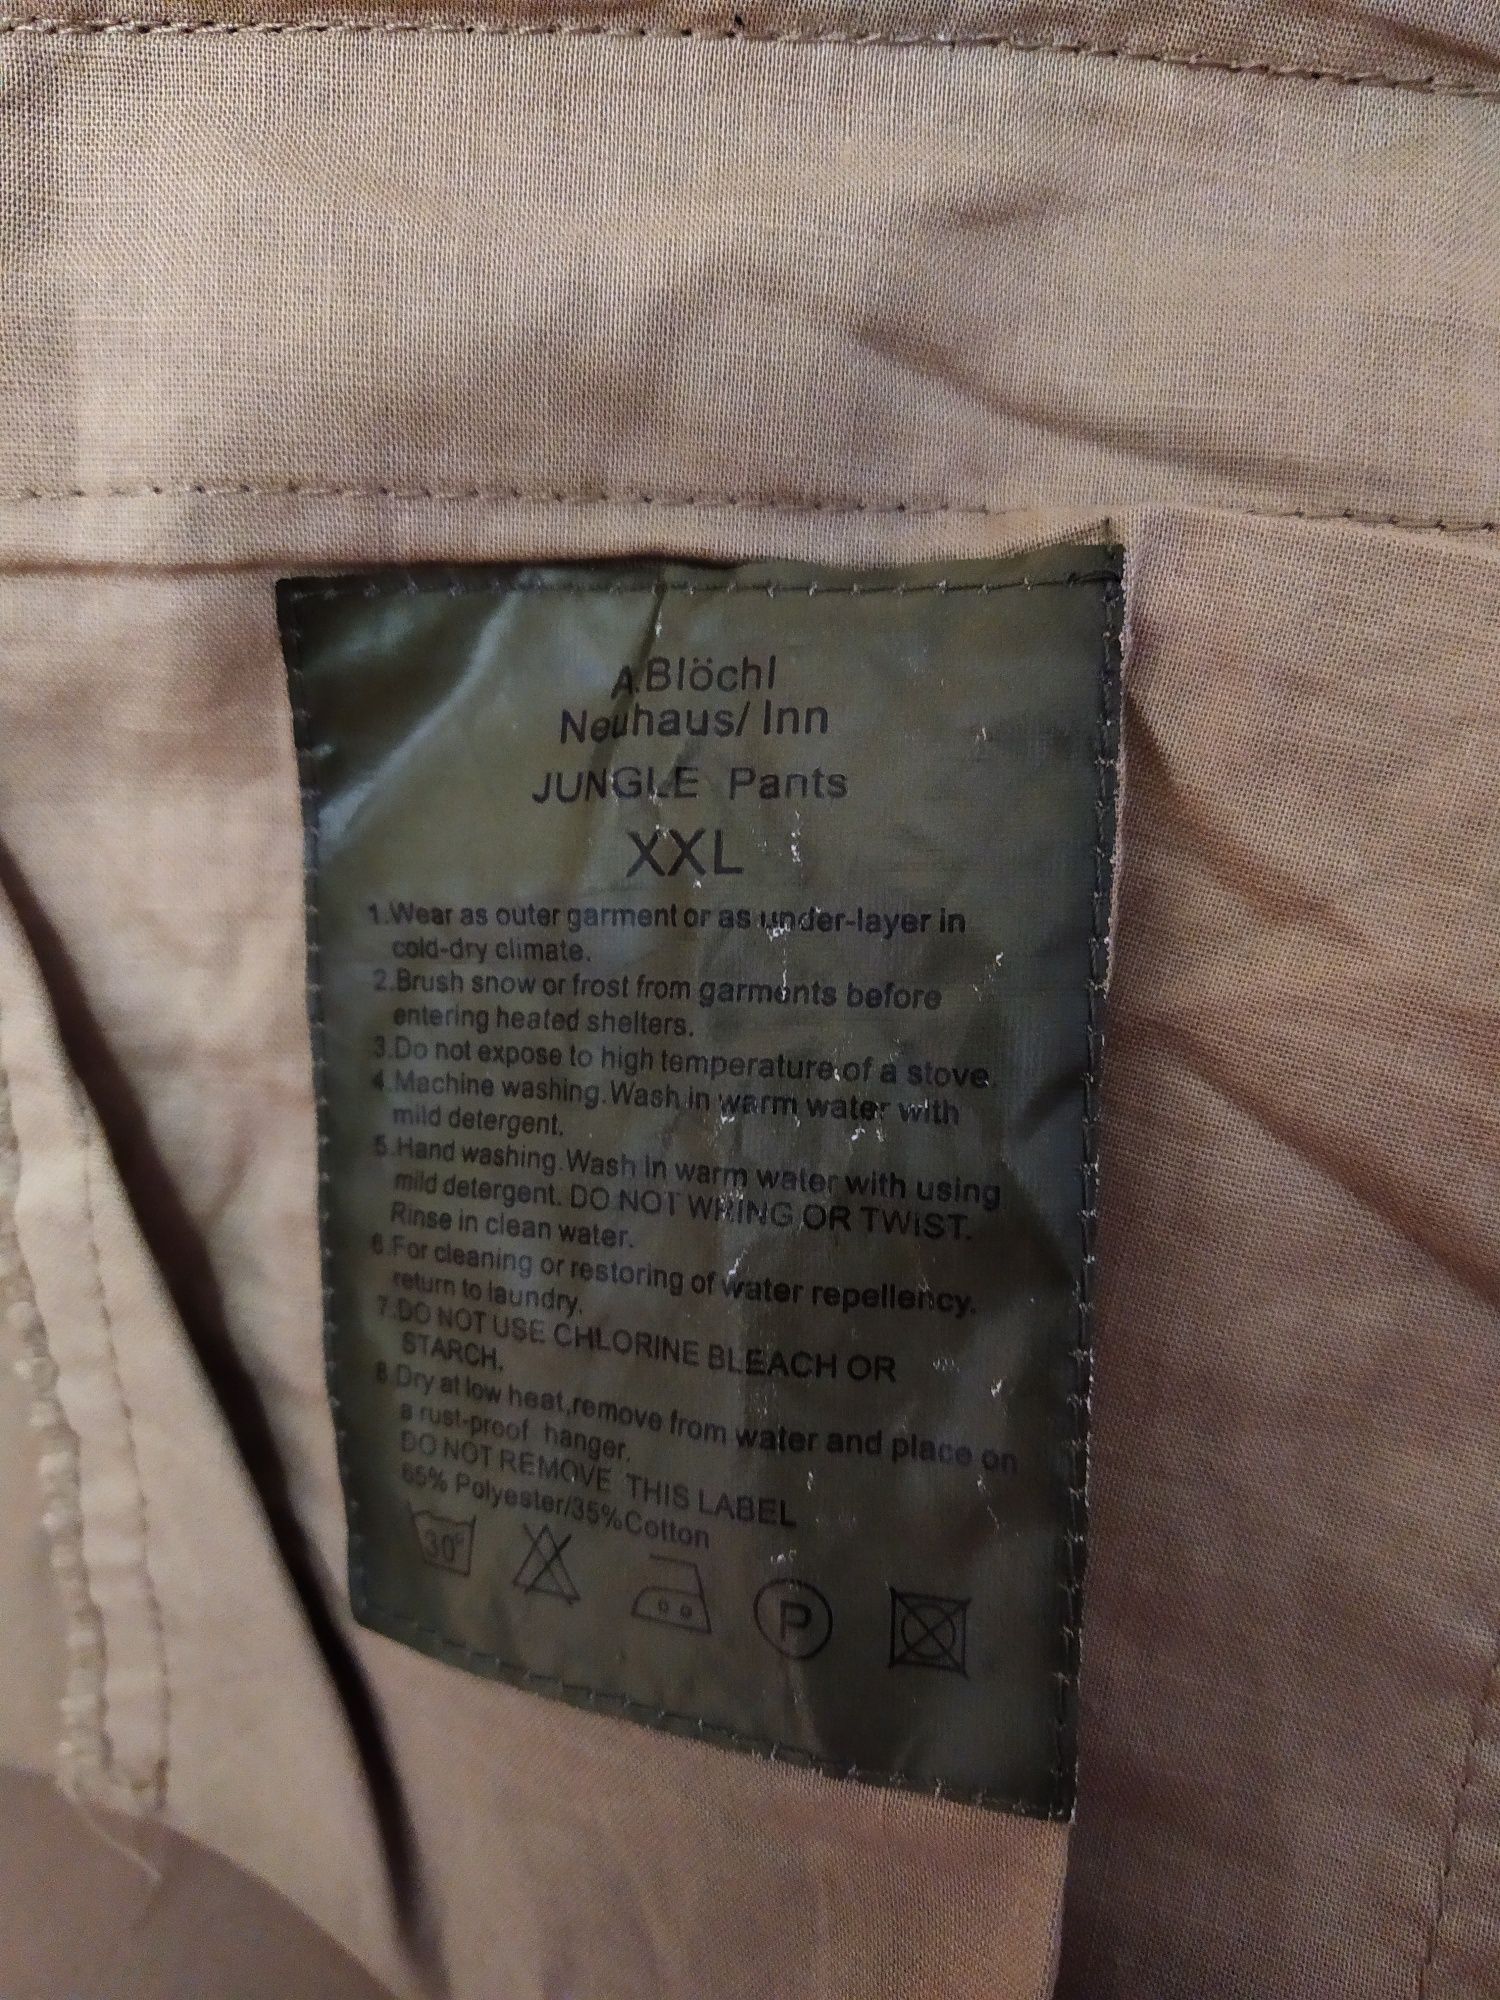 A.Blöchl
Neuhaus/ Inn
JUNGLE Pants
XXL
1.Wear as outer garment or as under-layer in
cold-dry climate.
2.Brush snow or frost from garments before
entering heated shelters.
3.Do not expose to high temperature of a stove.
4.Machine washing.Wash in warm water with
mild detergent.
5.Hand washing.Wash in warm water with using
mild detergent. DO NOT WRING OR TWIST.
Rinse in clean water.
6.For cleaning or restoring of water repellency.
return to laundry.
7.DO NOT USE CHLORINE BLEACH OR
STARCH.
8.Dry at low heat,remove from water and place on
a rust-proof hanger.
DO NOT REMOVE THIS LABEL
65% Polyester/35%Cotton
30° P